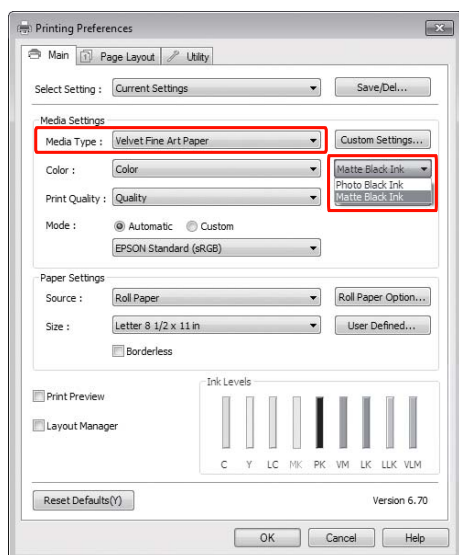 Printing Preferences
Main Page Layout Utility
Select Setting : Current Settings Save/Del...
Media Settings
Media Type : Velvet Fine Art Paper Custom Settings...
Color : Color Matte Black Ink
Photo Black Ink
Print Quality : Quality Matte Black Ink
Mode : Automatic Custom
EPSON Standard (sRGB)
Paper Settings
Source : Roll Paper Roll Paper Option...
Size : Letter 8 1/2 x 11 in User Defined...
Borderless
Ink Levels
Print Preview
Layout Manager
C Y LC MK PK VM LK LLK VLM
Reset Defaults(Y) Version 6.70
OK Cancel Help